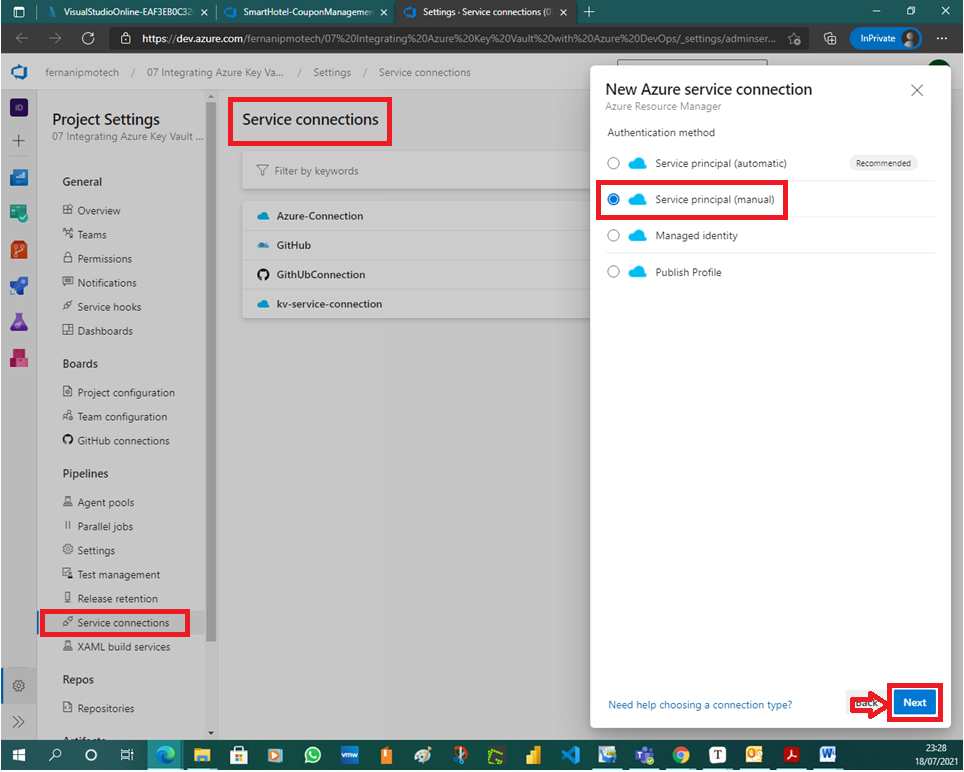 VisualStudioOnline-EAF3EB0C32
SmartHotel-CouponManagemen
Settings · Service connections (0
https://dev.azure.com/fernanipmotech/07%20Integrating%20Azure%20Key%20Vault%20with%20Azure%20DevOps/_settings/adminser...
InPrivate
fernanipmotech / 07 Integrating Azure Key Va... / Settings / Service connections
ID
Project Settings
07 Integrating Azure Key Vault ...
General
Overview
Teams
Permissions
Notifications
Service hooks
Dashboards
Boards
Project configuration
Team configuration
GitHub connections
Pipelines
Agent pools
Parallel jobs
Settings
Test management
Release retention
Service connections
XAML build services
Repos
Repositories
Artifacts
Service connections
Filter by keywords
Azure-Connection
GitHub
GithUbConnection
kv-service-connection
New Azure service connection
Azure Resource Manager
Authentication method
Service principal (automatic)
Recommended
Service principal (manual)
Managed identity
Publish Profile
Need help choosing a connection type?
Back
Next
vmw
T
23:28
18/07/2021